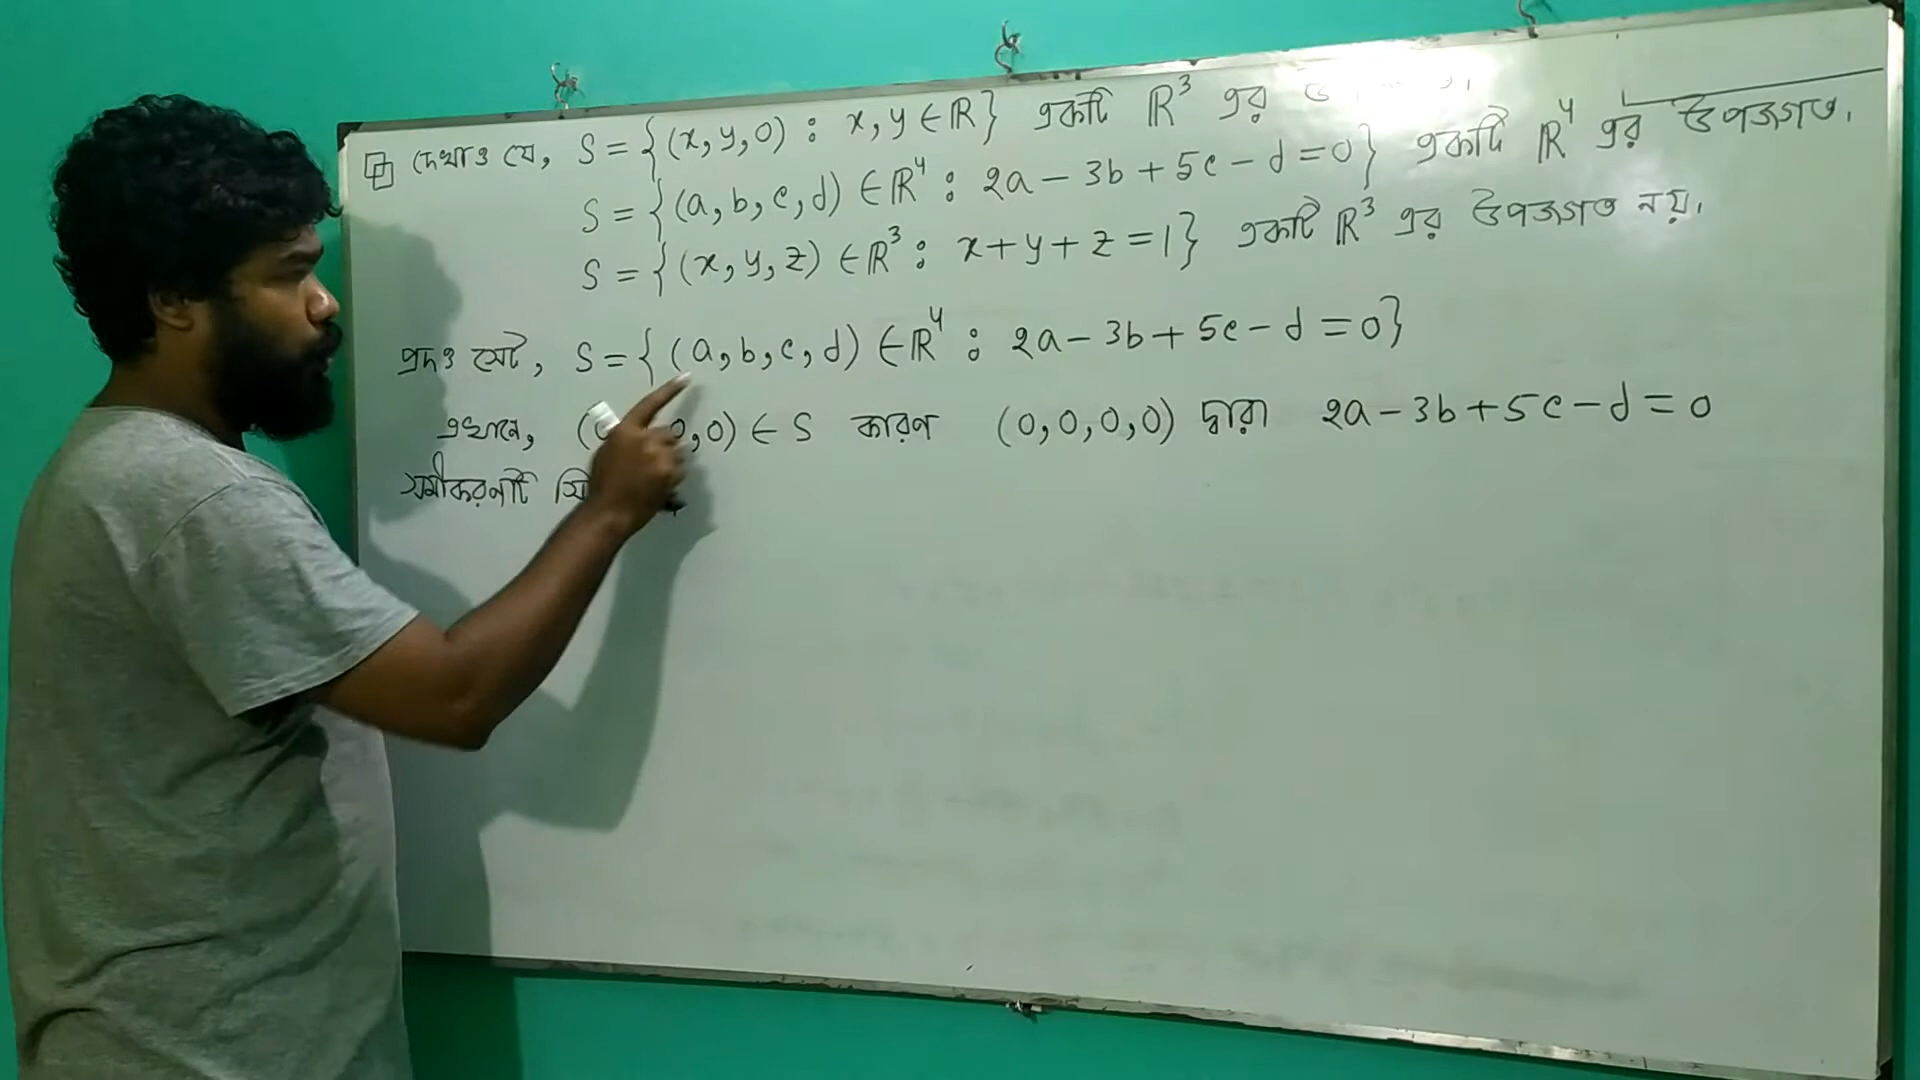 দেখাও যে, S = {(x, y, 0) : x, y ∈ ℝ} একটি ℝ³ এর
S = {(a, b, c, d) ∈ ℝ⁴ : 2a − 3b + 5c − d = 0} একটি ℝ⁴ এর উপজগত।
S = {(x, y, z) ∈ ℝ³ : x + y + z = 1} একটি ℝ³ এর উপজগত নয়।
প্রদত্ত সেট, S = {(a, b, c, d) ∈ ℝ⁴ : 2a − 3b + 5c − d = 0}
এখানে, ,0) ∈ S কারণ (0, 0, 0, 0) দ্বারা 2a − 3b + 5c − d = 0
সমীকরণটি